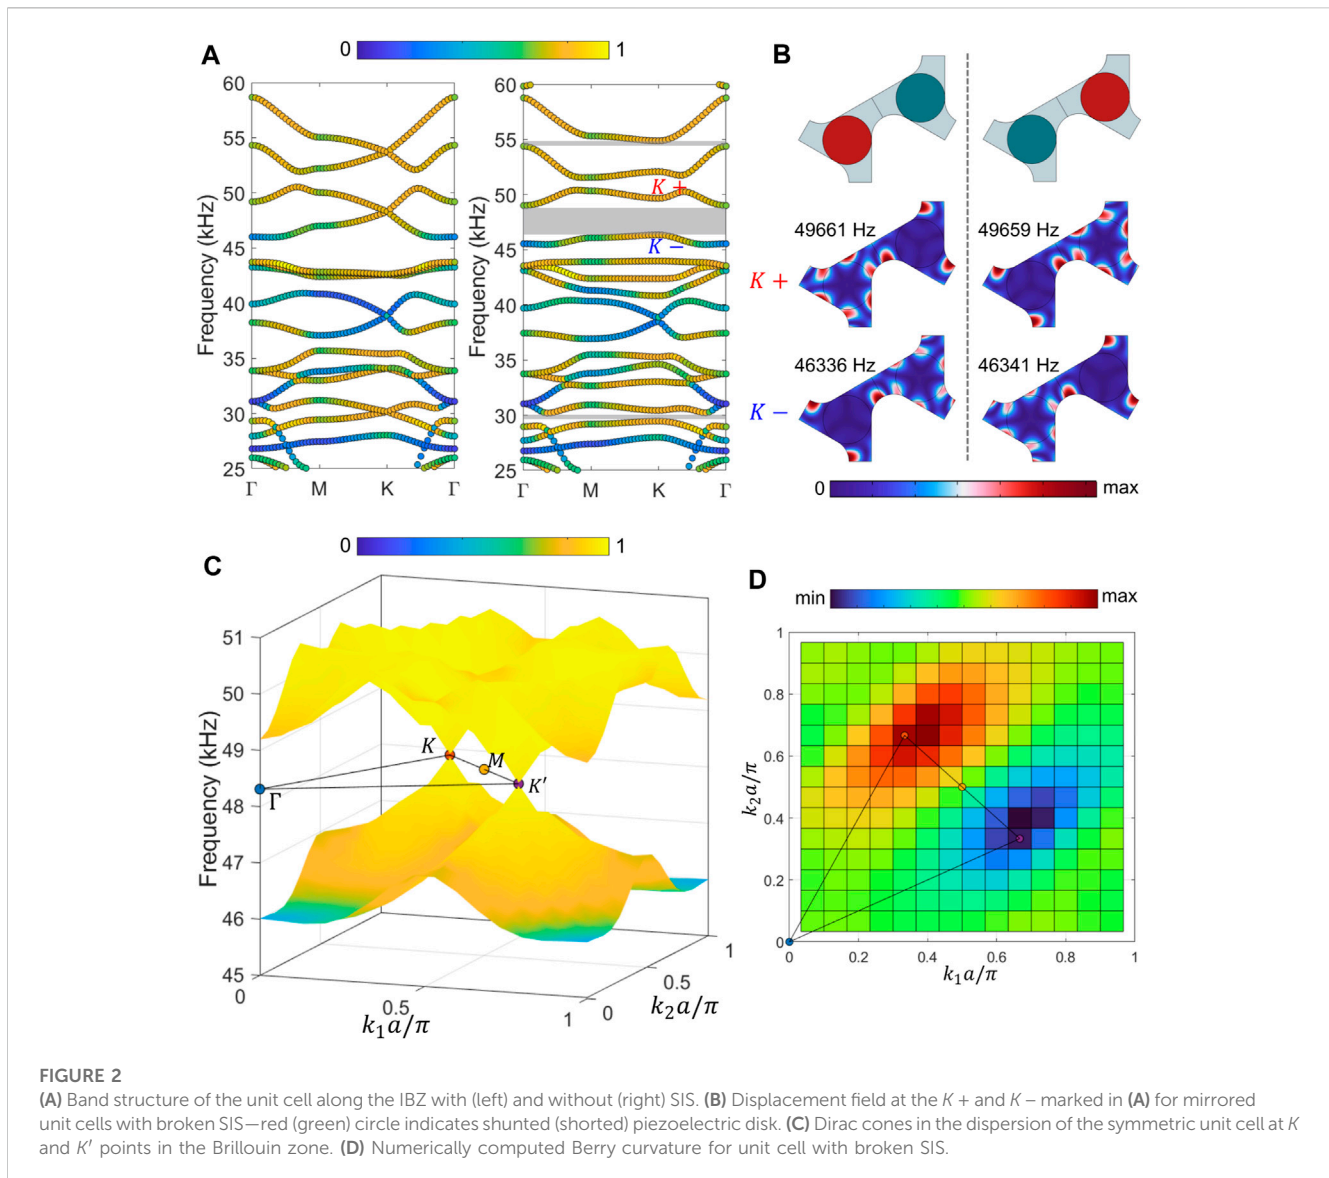 A
0
1
B
60
55
50
45
40
35
30
25
Frequency (kHz)
Γ
M
K
Γ
60
55
50
45
40
35
30
25
Frequency (kHz)
K +
K −
Γ
M
K
Γ
49661 Hz
49659 Hz
K +
46336 Hz
46341 Hz
K −
0
max
0
1
C
51
50
49
48
47
46
45
Frequency (kHz)
K
M
K′
Γ
0
0.5
1
k₁a/π
0
0.5
1
k₂a/π
D
min
max
1
0.8
0.6
0.4
0.2
0
k₂a/π
0
0.2
0.4
0.6
0.8
1
k₁a/π
FIGURE 2
(A) Band structure of the unit cell along the IBZ with (left) and without (right) SIS. (B) Displacement field at the K + and K − marked in (A) for mirrored
unit cells with broken SIS—red (green) circle indicates shunted (shorted) piezoelectric disk. (C) Dirac cones in the dispersion of the symmetric unit cell at K
and K′ points in the Brillouin zone. (D) Numerically computed Berry curvature for unit cell with broken SIS.